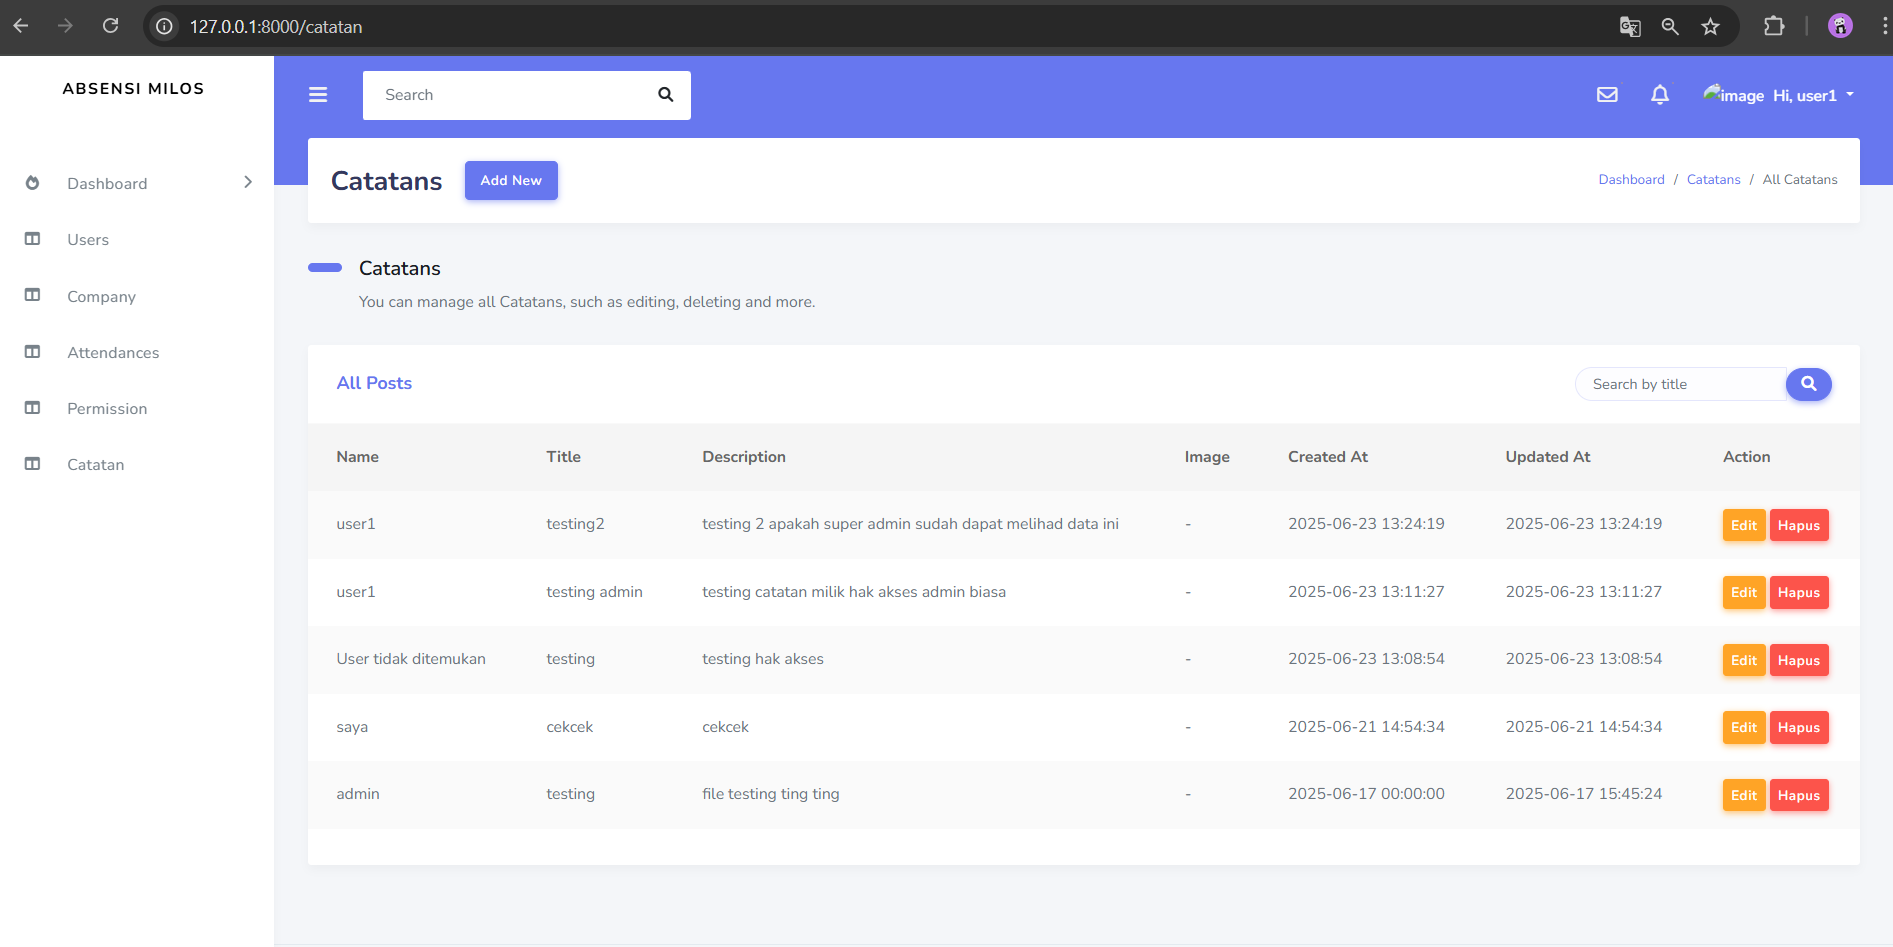 127.0.0.1:8000/catatan
ABSENSI MILOS
Search
image Hi, user1
Dashboard
Users
Company
Attendances
Permission
Catatan
Catatans Add New
Dashboard / Catatans / All Catatans
Catatans
You can manage all Catatans, such as editing, deleting and more.
All Posts
Search by title
Name Title Description Image Created At Updated At Action
user1 testing2 testing 2 apakah super admin sudah dapat melihad data ini - 2025-06-23 13:24:19 2025-06-23 13:24:19 Edit Hapus
user1 testing admin testing catatan milik hak akses admin biasa - 2025-06-23 13:11:27 2025-06-23 13:11:27 Edit Hapus
User tidak ditemukan testing testing hak akses - 2025-06-23 13:08:54 2025-06-23 13:08:54 Edit Hapus
saya cekcek cekcek - 2025-06-21 14:54:34 2025-06-21 14:54:34 Edit Hapus
admin testing file testing ting ting - 2025-06-17 00:00:00 2025-06-17 15:45:24 Edit Hapus